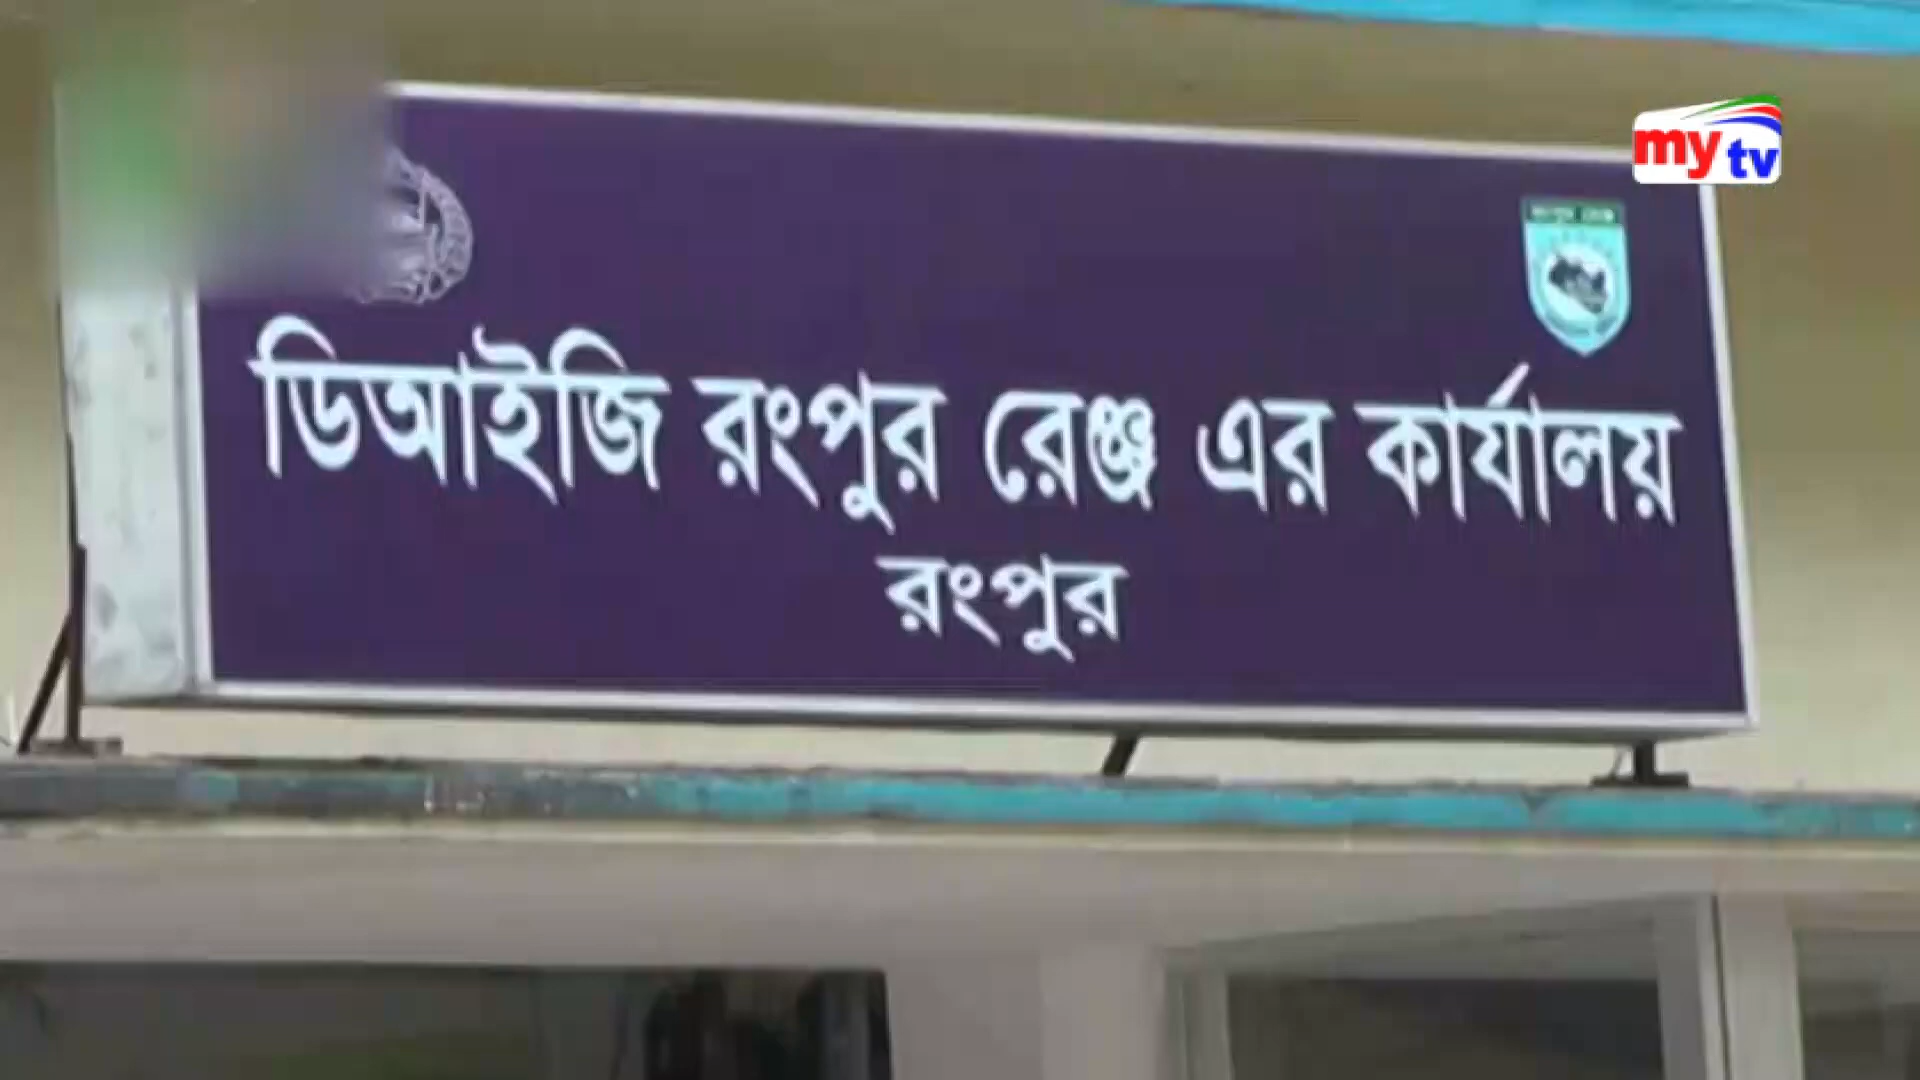 my tv
ডিআইজি রংপুর রেঞ্জ এর কার্যালয়
রংপুর